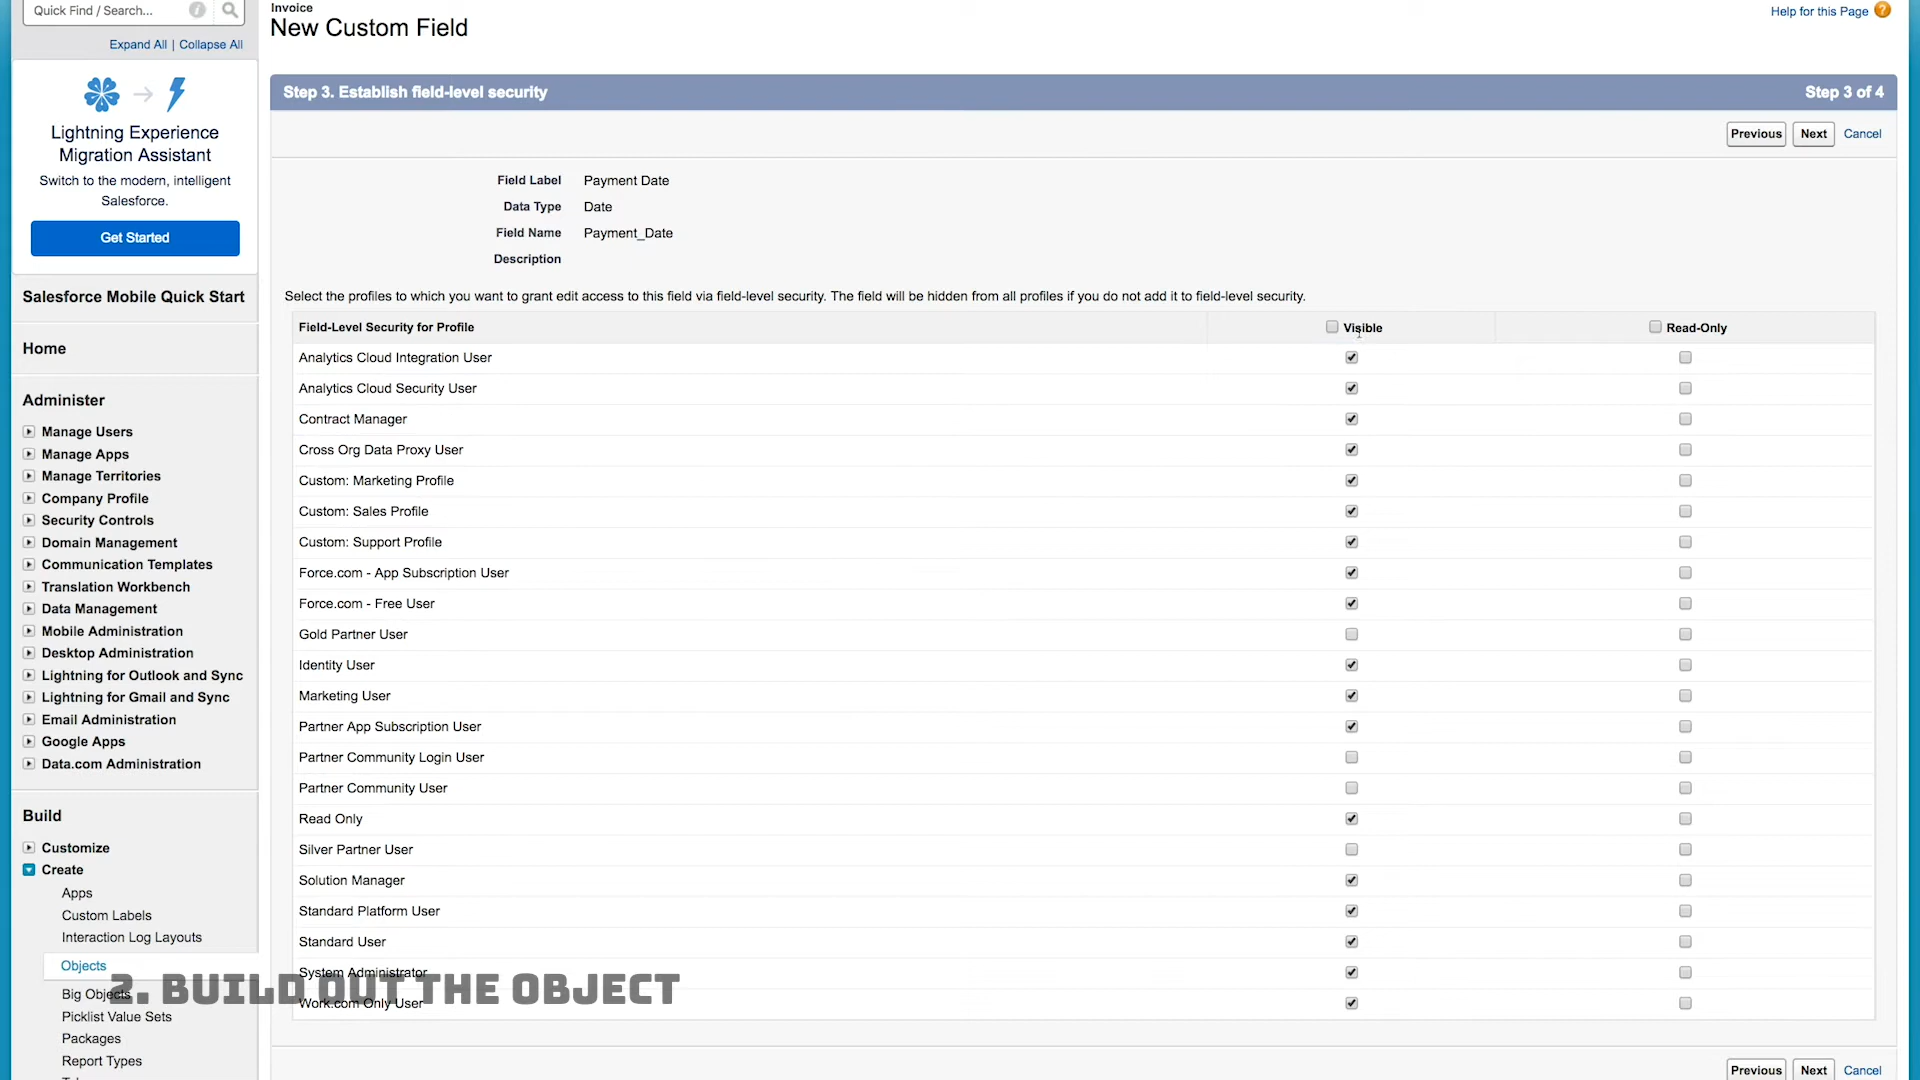 Quick Find / Search...
Expand All | Collapse All
Lightning Experience
Migration Assistant
Switch to the modern, intelligent
Salesforce.
Get Started
Salesforce Mobile Quick Start
Home
Administer
Manage Users
Manage Apps
Manage Territories
Company Profile
Security Controls
Domain Management
Communication Templates
Translation Workbench
Data Management
Mobile Administration
Desktop Administration
Lightning for Outlook and Sync
Lightning for Gmail and Sync
Email Administration
Google Apps
Data.com Administration
Build
Customize
Create
Apps
Custom Labels
Interaction Log Layouts
Objects
Big Objects
Picklist Value Sets
Packages
Report Types
Invoice
New Custom Field
Help for this Page
Step 3. Establish field-level security
Step 3 of 4
Previous Next Cancel
Field Label Payment Date
Data Type Date
Field Name Payment_Date
Description
Select the profiles to which you want to grant edit access to this field via field-level security. The field will be hidden from all profiles if you do not add it to field-level security.
Field-Level Security for Profile Visible Read-Only
Analytics Cloud Integration User
Analytics Cloud Security User
Contract Manager
Cross Org Data Proxy User
Custom: Marketing Profile
Custom: Sales Profile
Custom: Support Profile
Force.com - App Subscription User
Force.com - Free User
Gold Partner User
Identity User
Marketing User
Partner App Subscription User
Partner Community Login User
Partner Community User
Read Only
Silver Partner User
Solution Manager
Standard Platform User
Standard User
System Administrator
Work.com Only User
2. BUILD OUT THE OBJECT
Previous Next Cancel